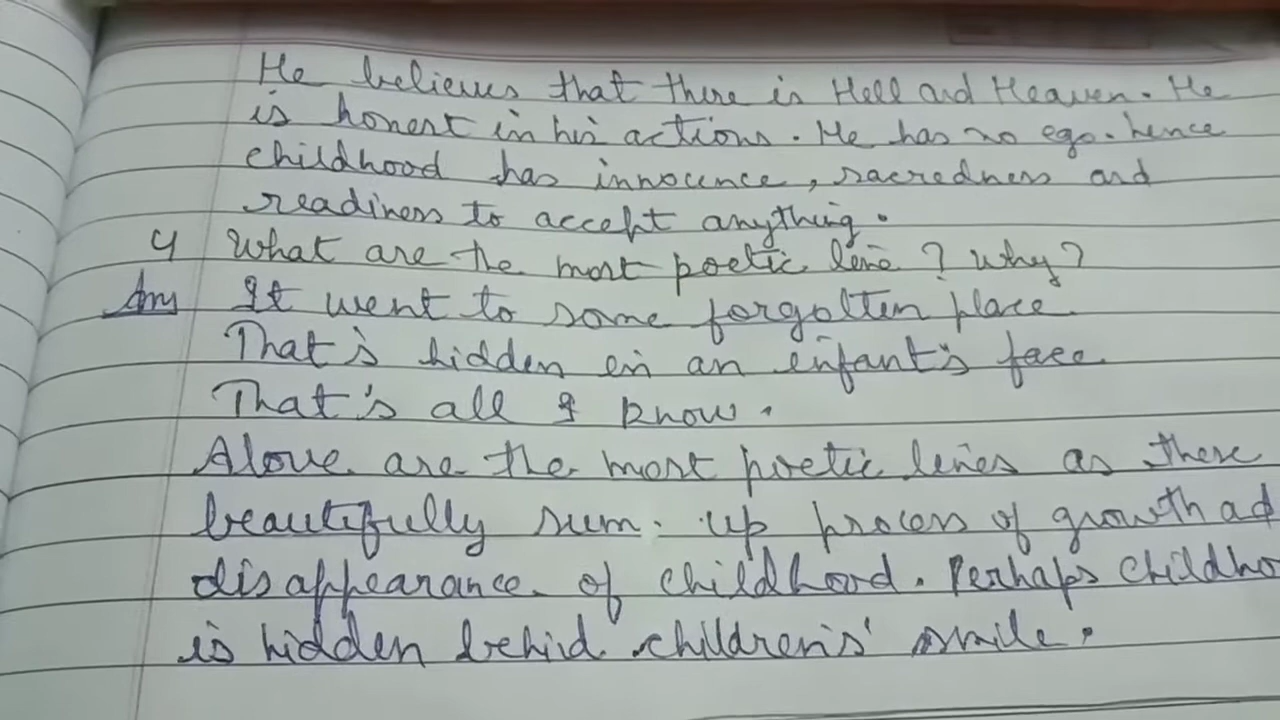 He believes that there is Hell and Heaven. He
is honest in his actions. He has no ego. hence
childhood has innocence, sacredness and
readiness to accept anything.
4 What are the most poetic line? Why?
Ans It went to some forgotten place
That's hidden in an infant's face
That's all I know.
Above are the most poetic lines as these
beautifully sum up process of growth ad
disappearance of childhood. Perhaps childho
is hidden behid children's' smile.